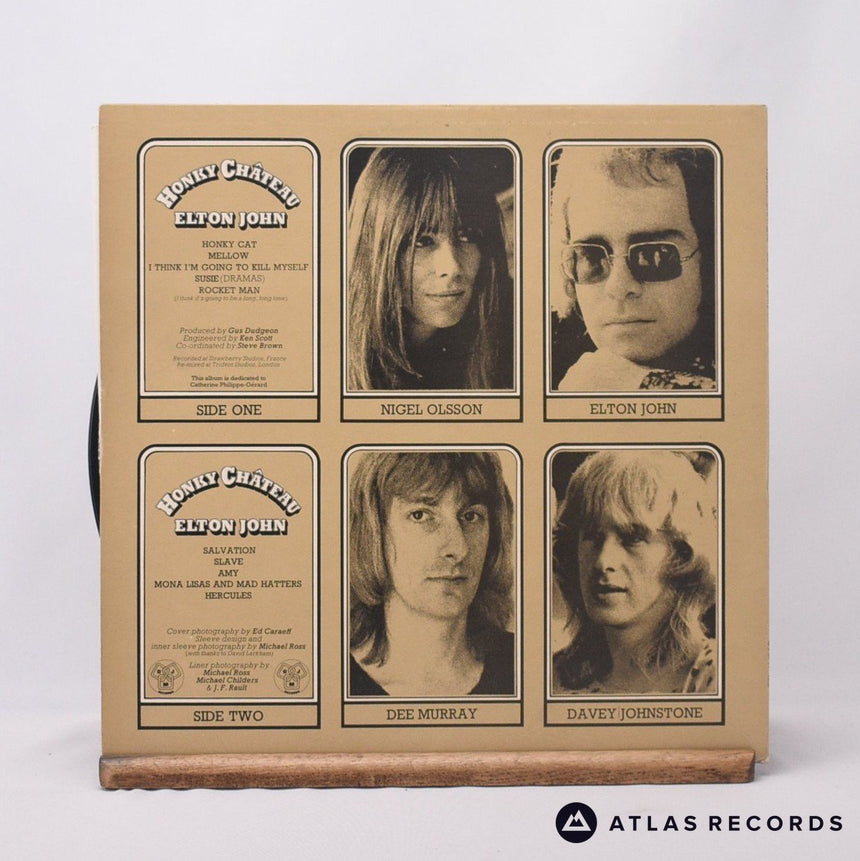 HONKY CHÂTEAU
ELTON JOHN
HONKY CAT
MELLOW
I THINK I'M GOING TO KILL MYSELF
SUSIE (DRAMAS)
ROCKET MAN
(I think it's going to be a long, long time)
Produced by Gus Dudgeon
Engineered by Ken Scott
Co-ordinated by Steve Brown
Recorded at Strawberry Studios, France
Re-mixed at Trident Studios, London
This album is dedicated to
Catherine Philippe-Gérard
SIDE ONE
NIGEL OLSSON
ELTON JOHN
HONKY CHÂTEAU
ELTON JOHN
SALVATION
SLAVE
AMY
MONA LISAS AND MAD HATTERS
HERCULES
Cover photography by Ed Caraeff
Sleeve design and
inner sleeve photography by Michael Ross
(with thanks to David Larkham)
Liner photography by
Michael Ross
Michael Childers
& J. F. Rault
SIDE TWO
DEE MURRAY
DAVEY JOHNSTONE
ATLAS RECORDS